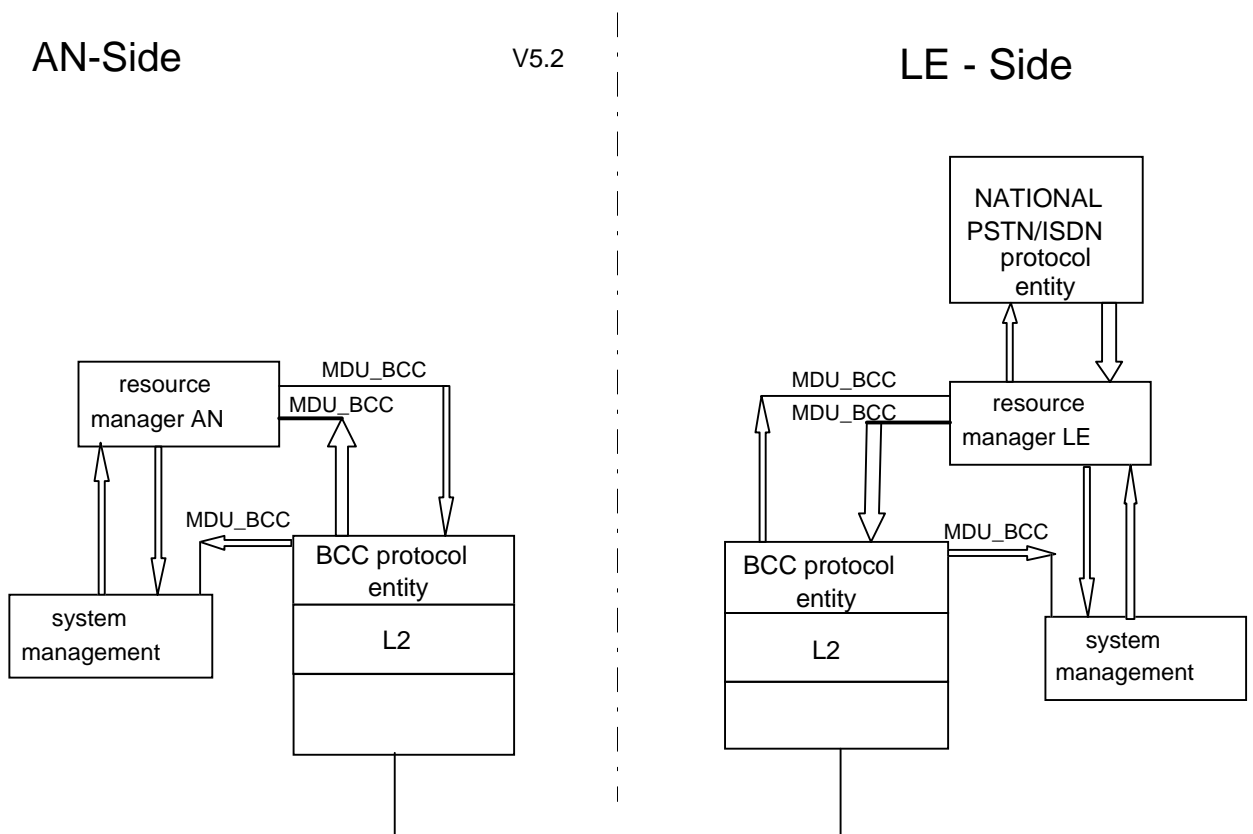 AN-Side
V5.2
LE - Side
NATIONAL
PSTN/ISDN
protocol
entity
resource
manager AN
MDU_BCC
MDU_BCC
MDU_BCC
BCC protocol
entity
L2
system
management
MDU_BCC
MDU_BCC
resource
manager LE
MDU_BCC
BCC protocol
entity
L2
system
management